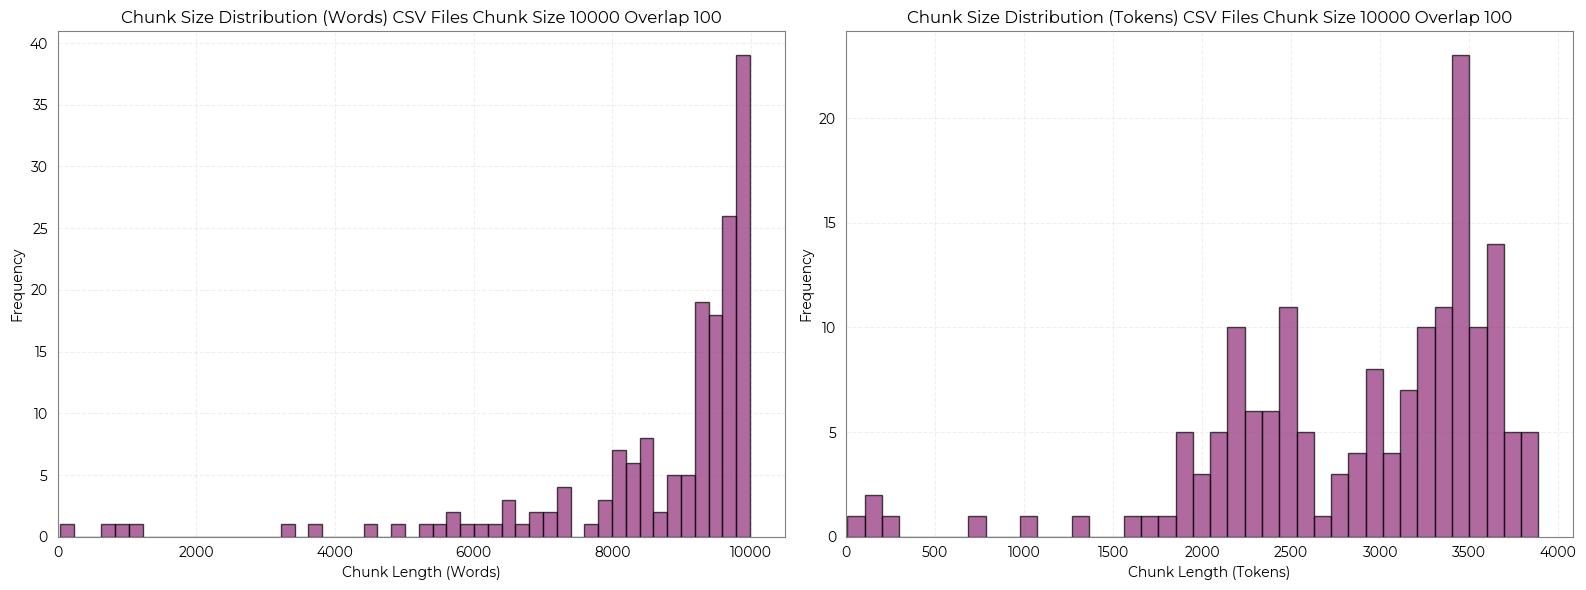 Chunk Size Distribution (Words) CSV Files Chunk Size 10000 Overlap 100
40
35
30
25
20
15
10
5
0
Frequency
0 2000 4000 6000 8000 10000
Chunk Length (Words)
Chunk Size Distribution (Tokens) CSV Files Chunk Size 10000 Overlap 100
20
15
10
5
0
Frequency
0 500 1000 1500 2000 2500 3000 3500 4000
Chunk Length (Tokens)